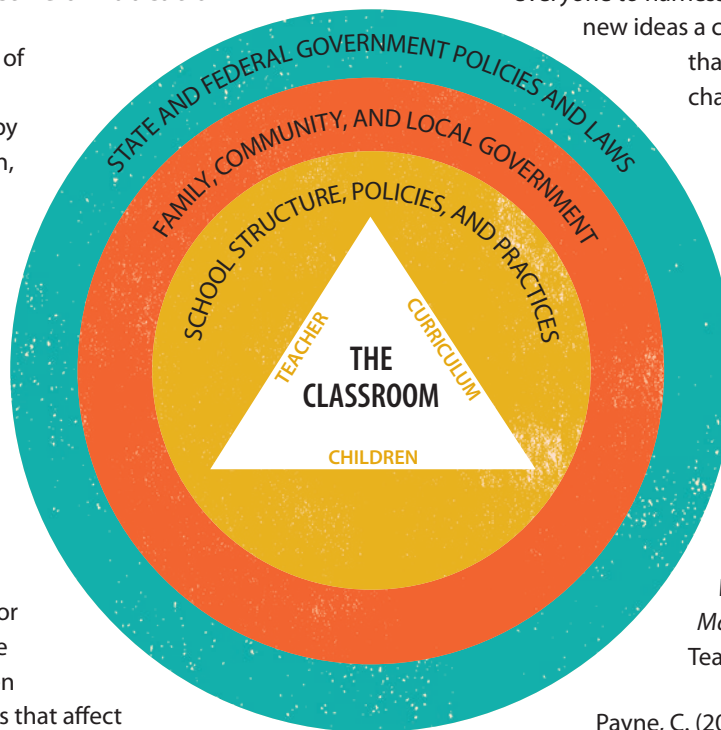 of
by
new ideas a c
tha
cha
STATE AND FEDERAL GOVERNMENT POLICIES AND LAWS
FAMILY, COMMUNITY, AND LOCAL GOVERNMENT
SCHOOL STRUCTURE, POLICIES, AND PRACTICES
TEACHER
CURRICULUM
THE
CLASSROOM
CHILDREN
or
s that affect
Tea
Payne, C. (20